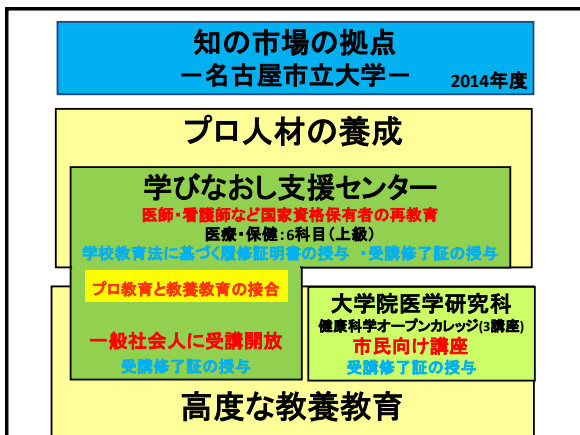 知の市場の拠点
－名古屋市立大学－
2014年度
プロ人材の養成
学びなおし支援センター
医師・看護師など国家資格保有者の再教育
医療・保健：6科目（上級）
学校教育法に基づく履修証明書の授与 ・受講修了証の授与
プロ教育と教養教育の接合
一般社会人に受講開放
受講修了証の授与
大学院医学研究科
健康科学オープンカレッジ(3講座)
市民向け講座
受講修了証の授与
高度な教養教育